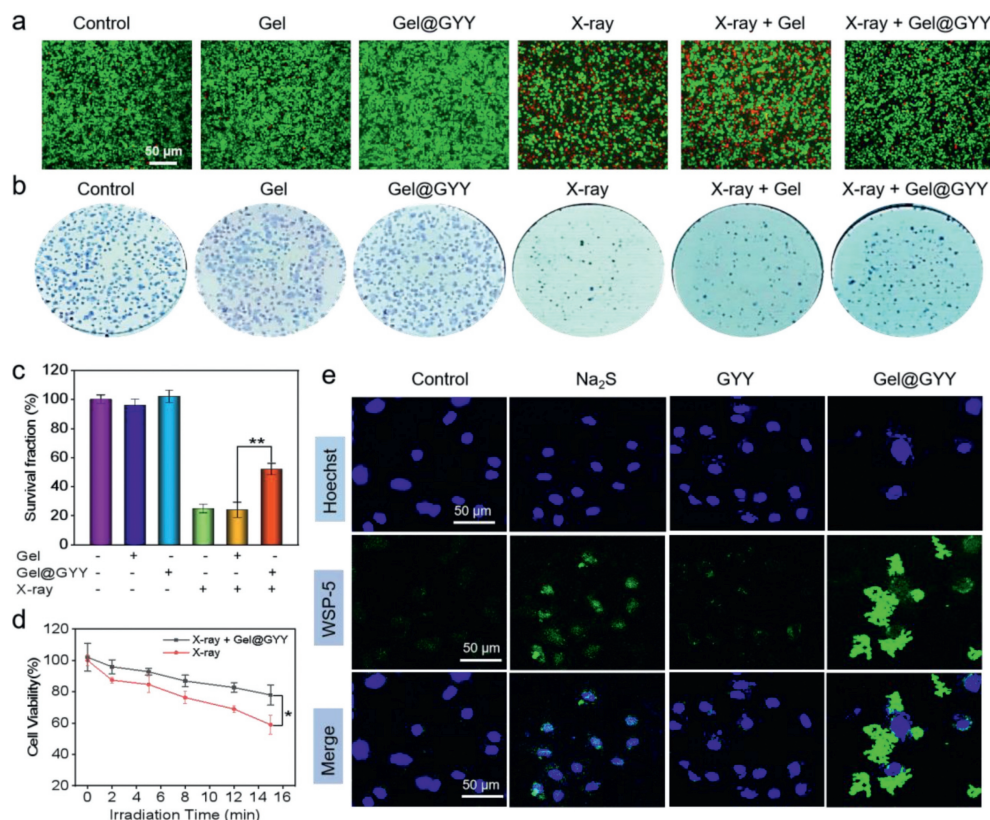 a
Control Gel Gel@GYY X-ray X-ray + Gel X-ray + Gel@GYY
50 μm
b
Control Gel Gel@GYY X-ray X-ray + Gel X-ray + Gel@GYY
c
Survival fraction (%)
120
100
80
60
40
20
0
**
Gel - + - - + -
Gel@GYY - - + - - +
X-ray - - - + + +
d
Cell Viability(%)
120
100
80
60
40
20
X-ray + Gel@GYY
X-ray
*
0 2 4 6 8 10 12 14 16
Irradiation Time (min)
e
Control Na₂S GYY Gel@GYY
Hoechst
50 μm 50 μm
WSP-5
50 μm
Merge
50 μm